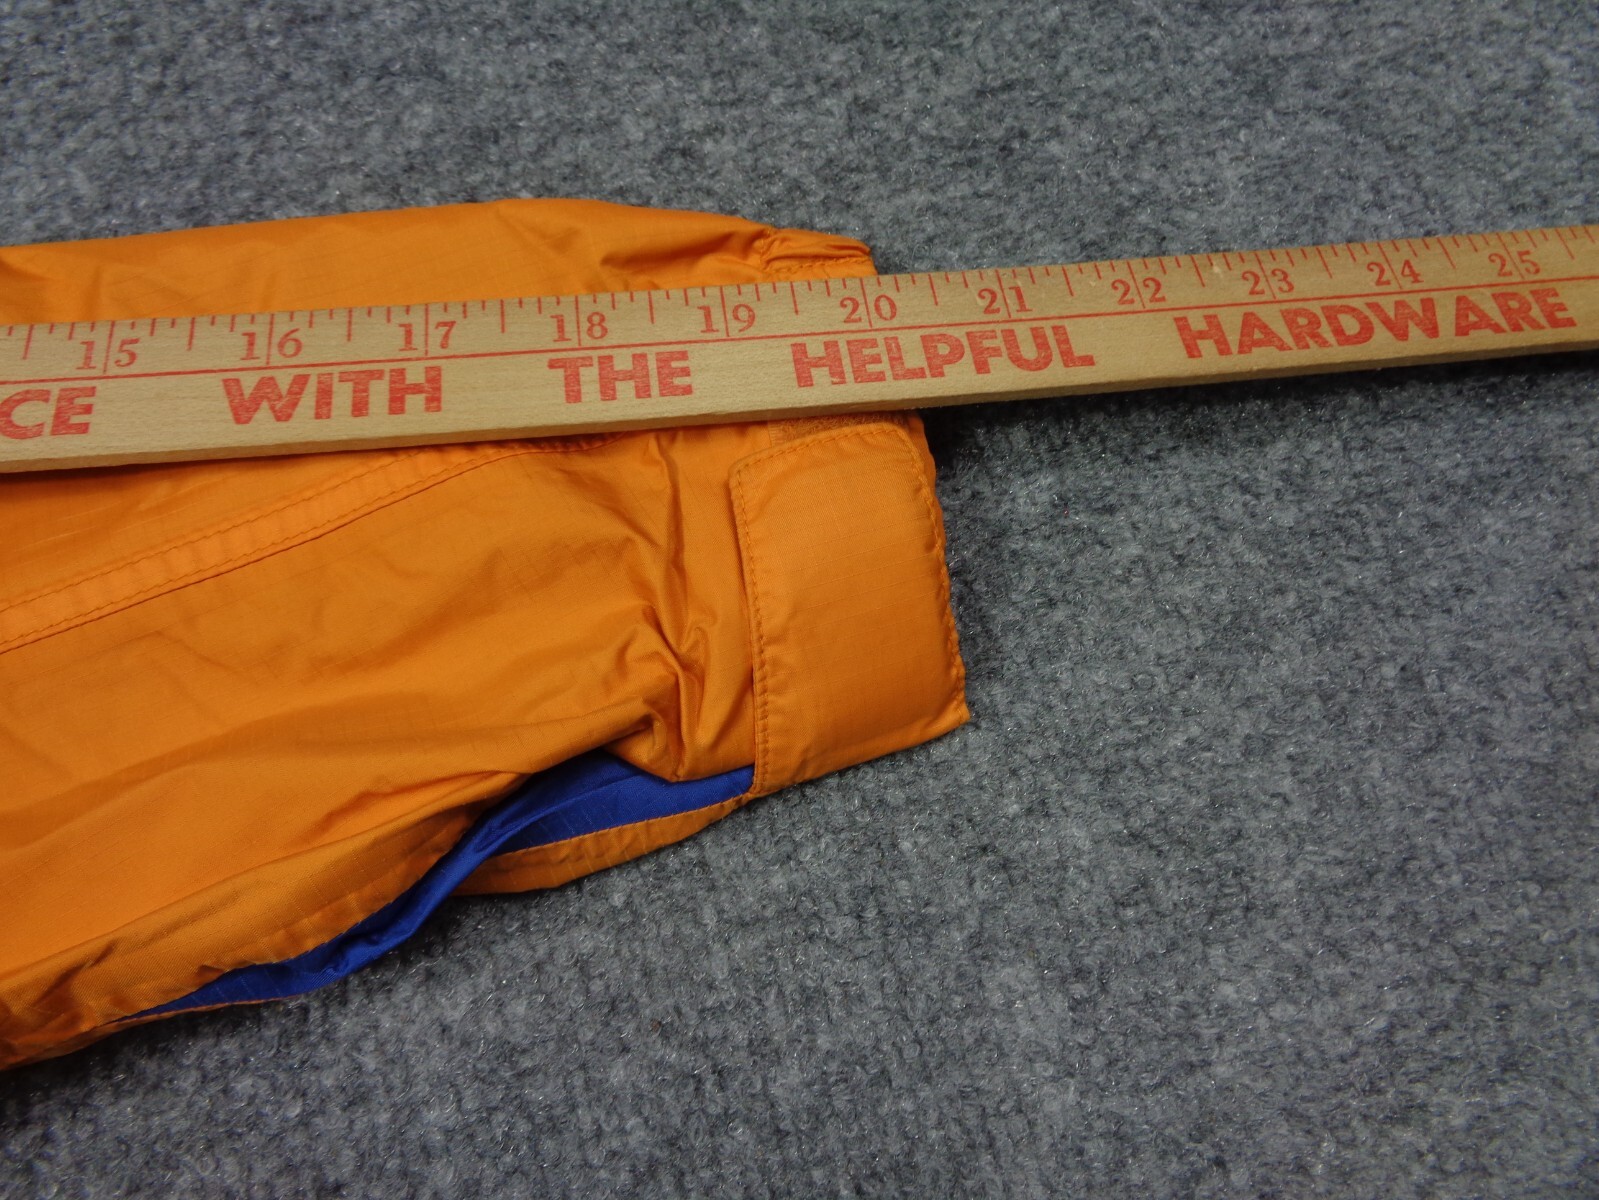 15 16 17 18 19 20 21 22 23 24 25
CE WITH THE HELPFUL HARDWARE